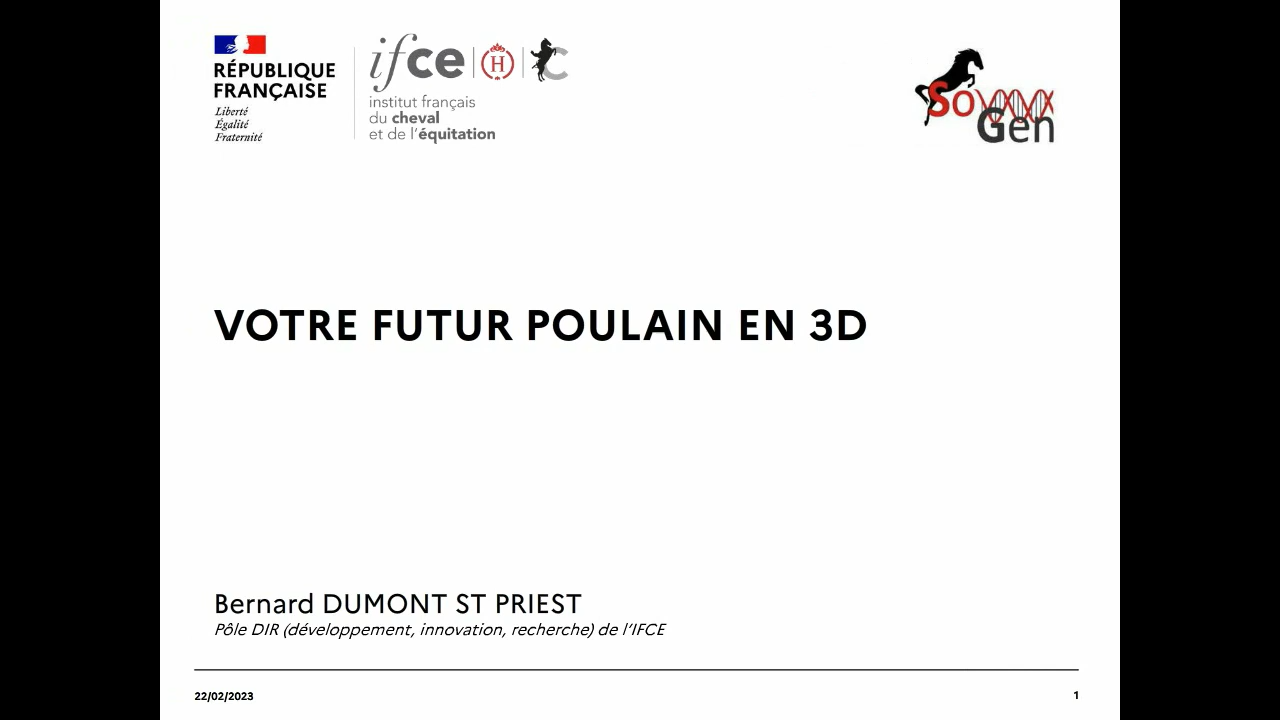 RÉPUBLIQUE
FRANÇAISE
Liberté
Égalité
Fraternité
ifce
H
C
institut français
du cheval
et de l'équitation
So
Gen
VOTRE FUTUR POULAIN EN 3D
Bernard DUMONT ST PRIEST
Pôle DIR (développement, innovation, recherche) de l'IFCE
22/02/2023
1